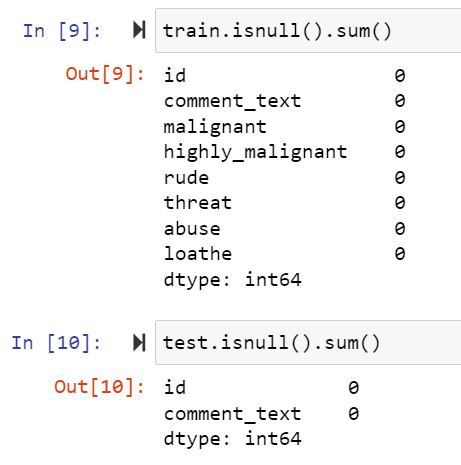 In [9]: train.isnull().sum()
Out[9]: id 0
comment_text 0
malignant 0
highly_malignant 0
rude 0
threat 0
abuse 0
loathe 0
dtype: int64
In [10]: test.isnull().sum()
Out[10]: id 0
comment_text 0
dtype: int64